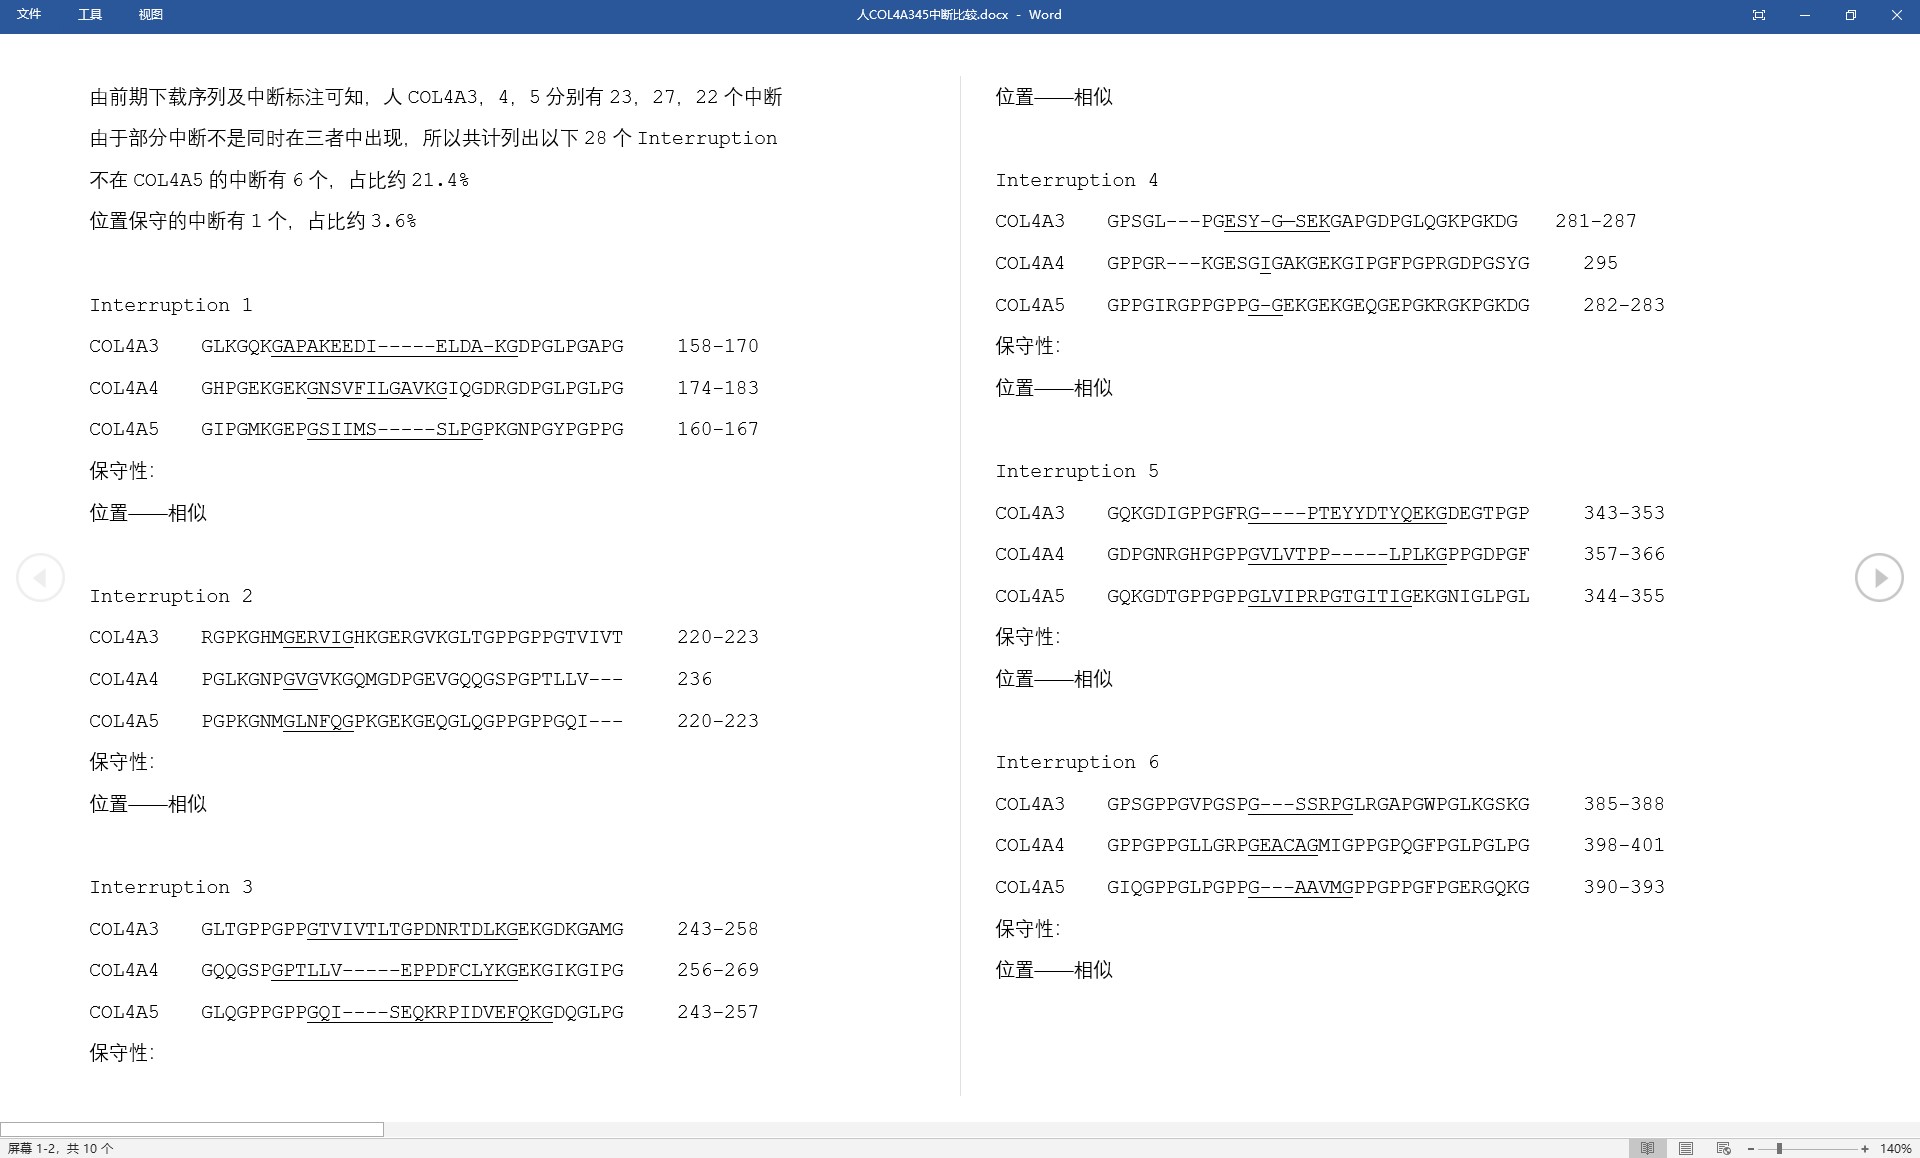 文件 工具 视图 人COL4A345中断比较.docx - Word
由前期下载序列及中断标注可知，人 COL4A3，4，5 分别有 23，27，22 个中断
由于部分中断不是同时在三者中出现，所以共计列出以下 28 个 Interruption
不在 COL4A5 的中断有 6 个，占比约 21.4%
位置保守的中断有 1 个，占比约 3.6%
Interruption 1
COL4A3 GLKGQKGAPAKEEDI-----ELDA-KGDPGLPGAPG 158-170
COL4A4 GHPGEKGEKGNSVFILGAVKGIQGDRGDPGLPGLPG 174-183
COL4A5 GIPGMKGEPGSIIMS-----SLPGPKGNPGYPGPPG 160-167
保守性：
位置——相似
Interruption 2
COL4A3 RGPKGHMGERVIGHKGERGVKGLTGPPGPPGTVIVT 220-223
COL4A4 PGLKGNPGVGVKGQMGDPGEVGQQGSPGPTLLV--- 236
COL4A5 PGPKGNMGLNFQGPKGEKGEQGLQGPPGPPGQI--- 220-223
保守性：
位置——相似
Interruption 3
COL4A3 GLTGPPGPPGTVIVTLTGPDNRTDLKGEKGDKGAMG 243-258
COL4A4 GQQGSPGPTLLV-----EPPDFCLYKGEKGIKGIPG 256-269
COL4A5 GLQGPPGPPGQI----SEQKRPIDVEFQKGDQGLPG 243-257
保守性：
位置——相似
Interruption 4
COL4A3 GPSGL---PGESY-G—SEKGAPGDPGLQGKPGKDG 281-287
COL4A4 GPPGR---KGESGIGAKGEKGIPGFPGPRGDPGSYG 295
COL4A5 GPPGIRGPPGPPG-GEKGEKGEQGEPGKRGKPGKDG 282-283
保守性：
位置——相似
Interruption 5
COL4A3 GQKGDIGPPGFRG----PTEYYDTYQEKGDEGTPGP 343-353
COL4A4 GDPGNRGHPGPPGVLVTPP-----LPLKGPPGDPGF 357-366
COL4A5 GQKGDTGPPGPPGLVIPRPGTGITIGEKGNIGLPGL 344-355
保守性：
位置——相似
Interruption 6
COL4A3 GPSGPPGVPGSPG---SSRPGLRGAPGWPGLKGSKG 385-388
COL4A4 GPPGPPGLLGRPGEACAGMIGPPGPQGFPGLPGLPG 398-401
COL4A5 GIQGPPGLPGPPG---AAVMGPPGPPGFPGERGQKG 390-393
保守性：
位置——相似
屏幕 1-2，共 10 个 140%